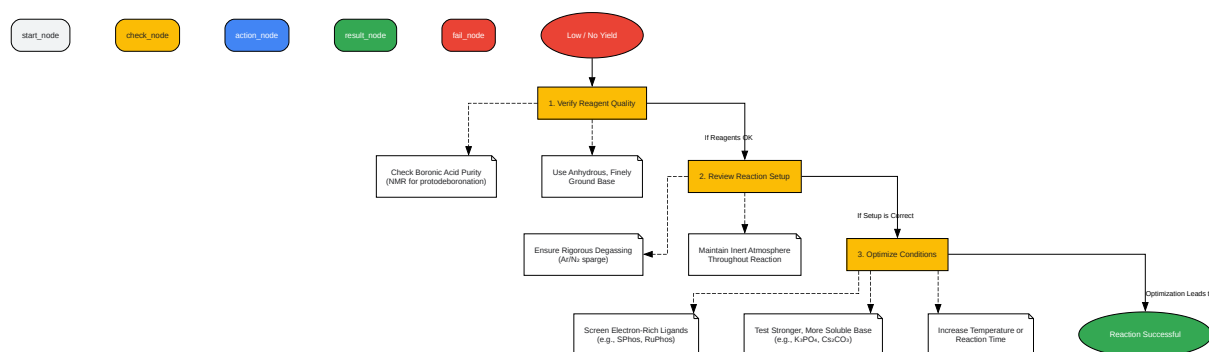 start_node
check_node
action_node
result_node
fail_node
Low / No Yield
1. Verify Reagent Quality
If Reagents OK
Check Boronic Acid Purity
(NMR for protodeboronation)
Use Anhydrous, Finely
Ground Base
2. Review Reaction Setup
If Setup is Correct
Ensure Rigorous Degassing
(Ar/N₂ sparge)
Maintain Inert Atmosphere
Throughout Reaction
3. Optimize Conditions
Optimization Leads t
Screen Electron-Rich Ligands
(e.g., SPhos, RuPhos)
Test Stronger, More Soluble Base
(e.g., K₃PO₄, Cs₂CO₃)
Increase Temperature or
Reaction Time
Reaction Successful